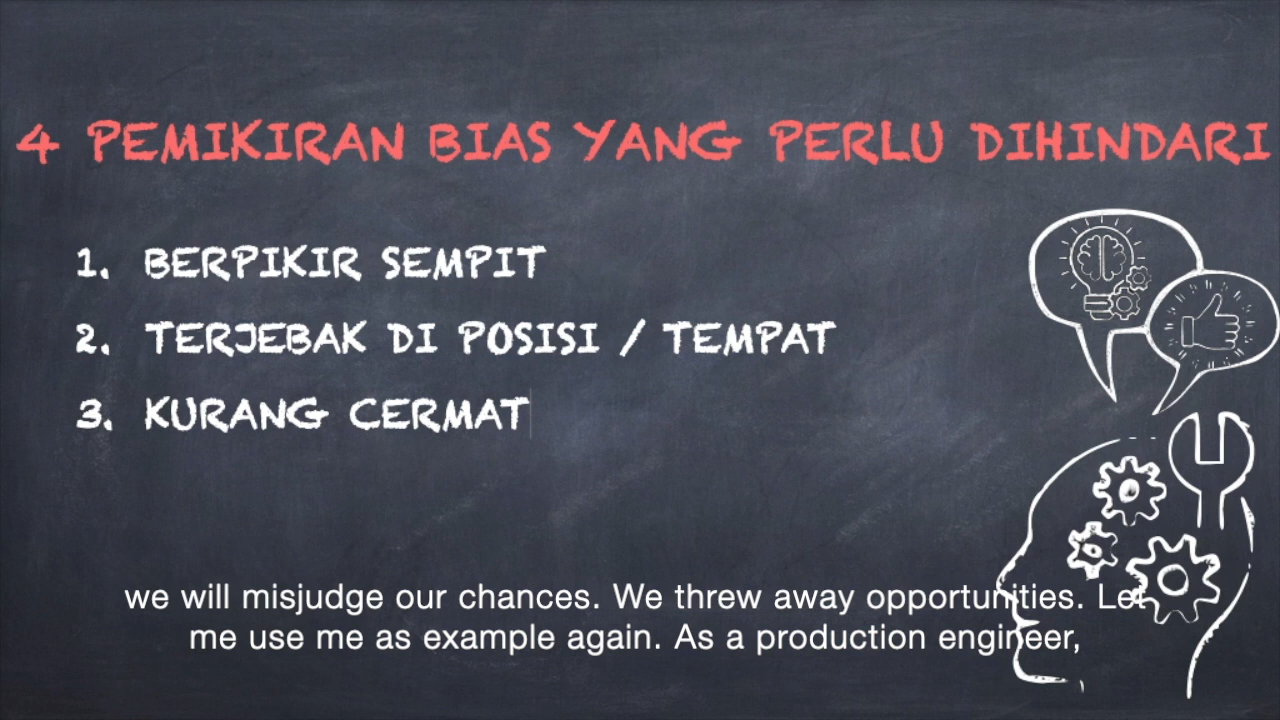 4 PEMIKIRAN BIAS YANG PERLU DIHINDARI
1. BERPIKIR SEMPIT
2. TERJEBAK DI POSISI / TEMPAT
3. KURANG CERMAT
we will misjudge our chances. We threw away opportunities. Let
me use me as example again. As a production engineer,